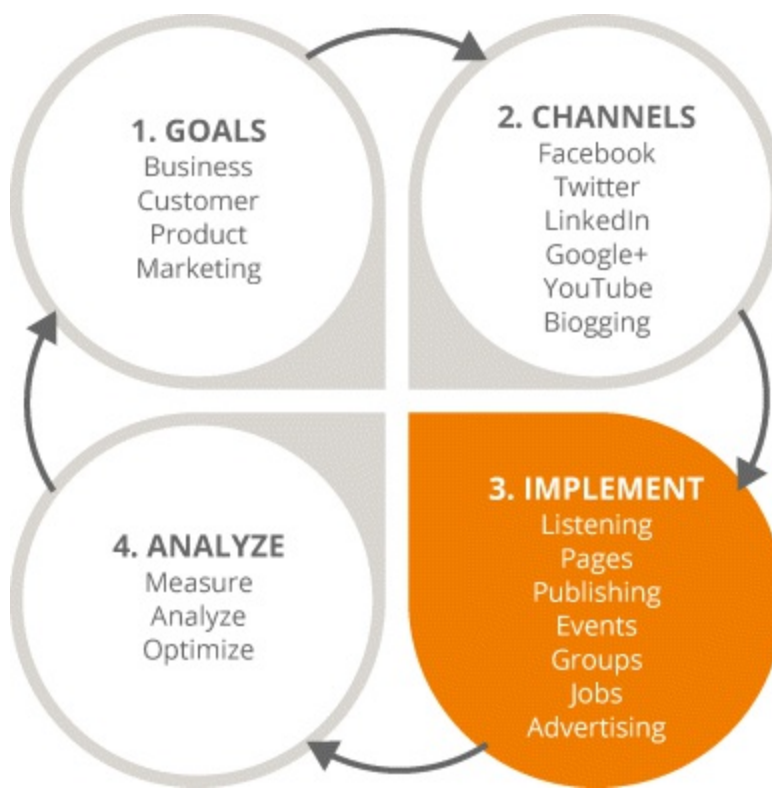 1. GOALS
Business
Customer
Product
Marketing
2. CHANNELS
Facebook
Twitter
LinkedIn
Google+
YouTube
Biogging
3. IMPLEMENT
Listening
Pages
Publishing
Events
Groups
Jobs
Advertising
4. ANALYZE
Measure
Analyze
Optimize